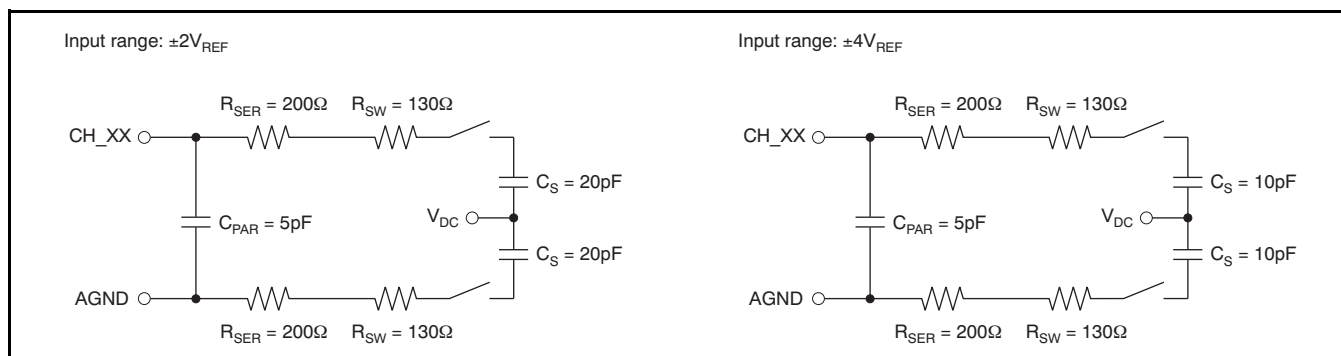 Input range: ±2V_REF
R_SER = 200Ω R_SW = 130Ω
CH_XX
C_S = 20pF
C_PAR = 5pF
V_DC
C_S = 20pF
AGND
R_SER = 200Ω R_SW = 130Ω
Input range: ±4V_REF
R_SER = 200Ω R_SW = 130Ω
CH_XX
C_S = 10pF
C_PAR = 5pF
V_DC
C_S = 10pF
AGND
R_SER = 200Ω R_SW = 130Ω